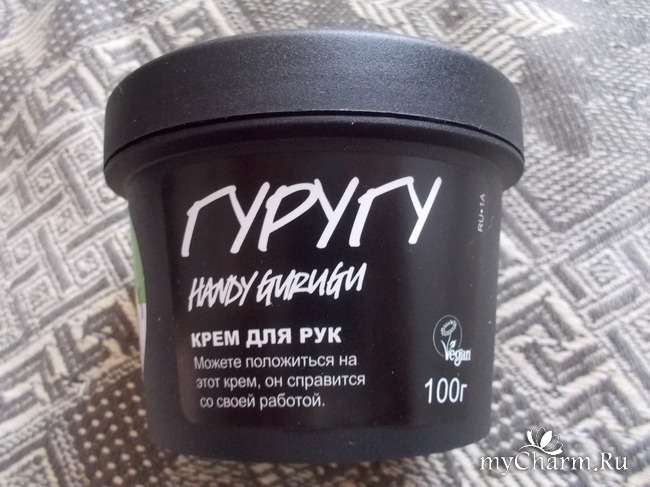 ГУРУГУ
HANDY GURUGU
КРЕМ ДЛЯ РУК
Можете положиться на
этот крем, он справится
со своей работой.
RU•1A
Vegan
100г
myCharm.Ru